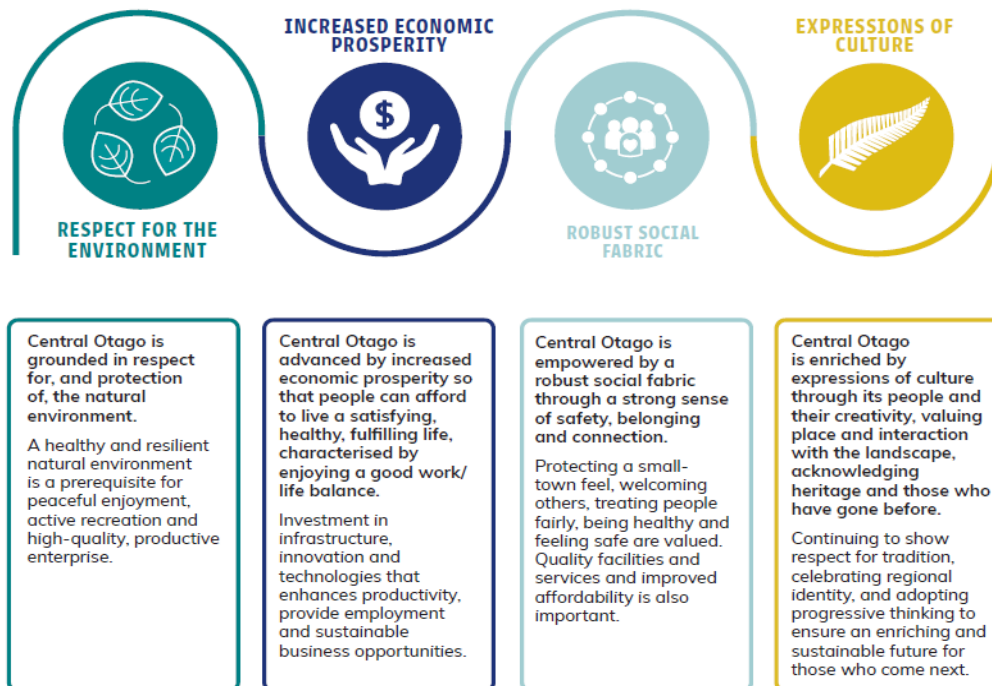 INCREASED ECONOMIC
PROSPERITY
EXPRESSIONS OF
CULTURE
$
RESPECT FOR THE
ENVIRONMENT
ROBUST SOCIAL
FABRIC
Central Otago is
grounded in respect
for, and protection
of, the natural
environment.
A healthy and resilient
natural environment
is a prerequisite for
peaceful enjoyment,
active recreation and
high-quality, productive
enterprise.
Central Otago is
advanced by increased
economic prosperity so
that people can afford
to live a satisfying,
healthy, fulfilling life,
characterised by
enjoying a good work/
life balance.
Investment in
infrastructure,
innovation and
technologies that
enhances productivity,
provide employment
and sustainable
business opportunities.
Central Otago is
empowered by a
robust social fabric
through a strong sense
of safety, belonging
and connection.
Protecting a small-
town feel, welcoming
others, treating people
fairly, being healthy and
feeling safe are valued.
Quality facilities and
services and improved
affordability is also
important.
Central Otago
is enriched by
expressions of culture
through its people and
their creativity, valuing
place and interaction
with the landscape,
acknowledging
heritage and those who
have gone before.
Continuing to show
respect for tradition,
celebrating regional
identity, and adopting
progressive thinking to
ensure an enriching and
sustainable future for
those who come next.